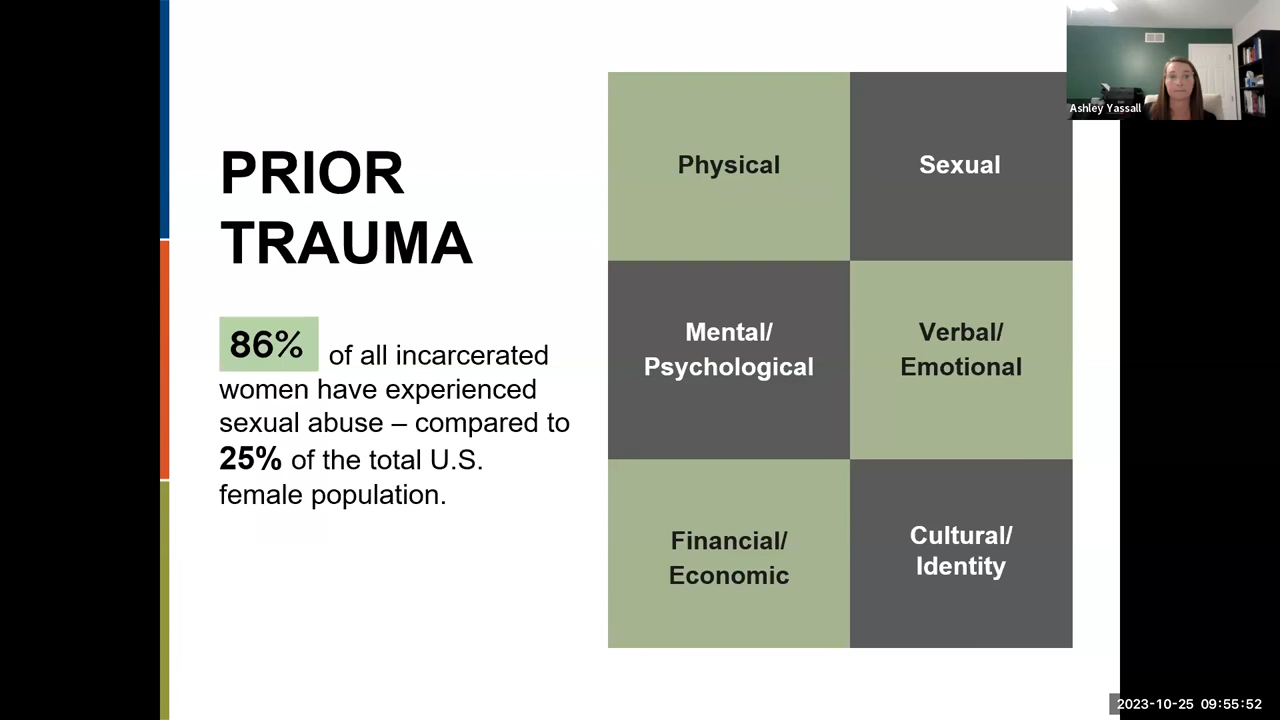 PRIOR
TRAUMA
86% of all incarcerated
women have experienced
sexual abuse – compared to
25% of the total U.S.
female population.
Physical
Sexual
Mental/
Psychological
Verbal/
Emotional
Financial/
Economic
Cultural/
Identity
Ashley Yassall
2023-10-25 09:55:52